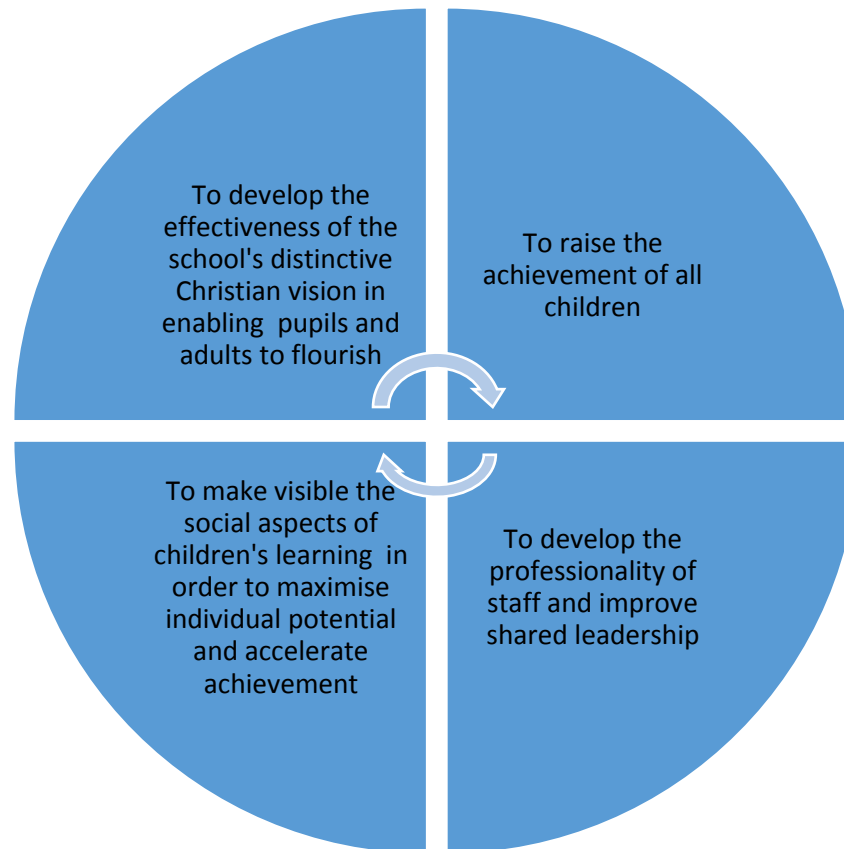 To develop the
effectiveness of the
school's distinctive
Christian vision in
enabling  pupils and
adults to flourish
To raise the
achievement of all
children
To make visible the
social aspects of
children's learning  in
order to maximise
individual potential
and accelerate
achievement
To develop the
professionality of
staff and improve
shared leadership